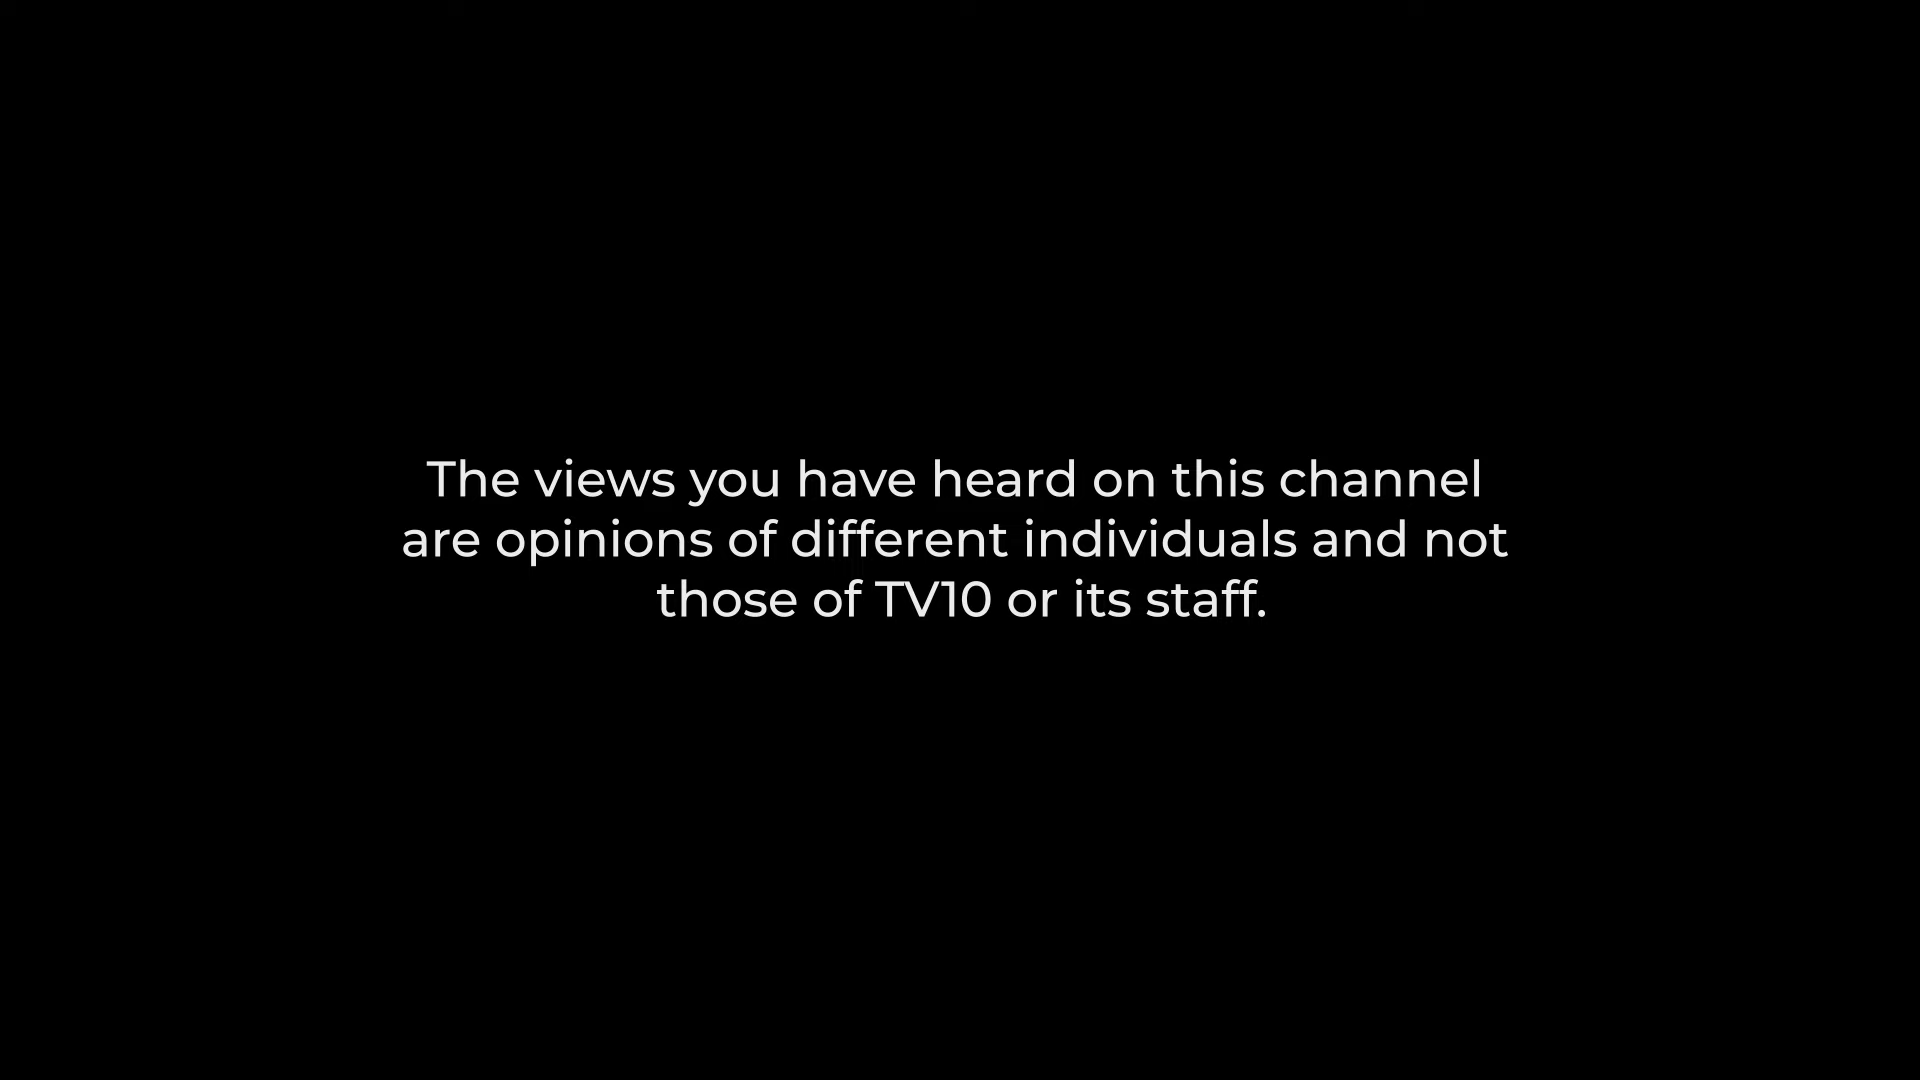 The views you have heard on this channel
are opinions of different individuals and not
those of TV10 or its staff.